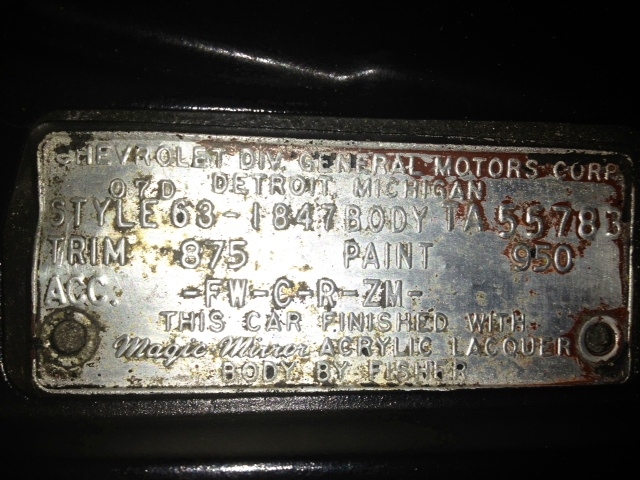 CHEVROLET DIV. GENERAL MOTORS CORP.
07D DETROIT, MICHIGAN
STYLE 63-1847 BODY TA 55783
TRIM 875 PAINT 950
ACC. -FW-C-R-ZM-
THIS CAR FINISHED WITH
Magic Mirror ACRYLIC LACQUER
BODY BY FISHER